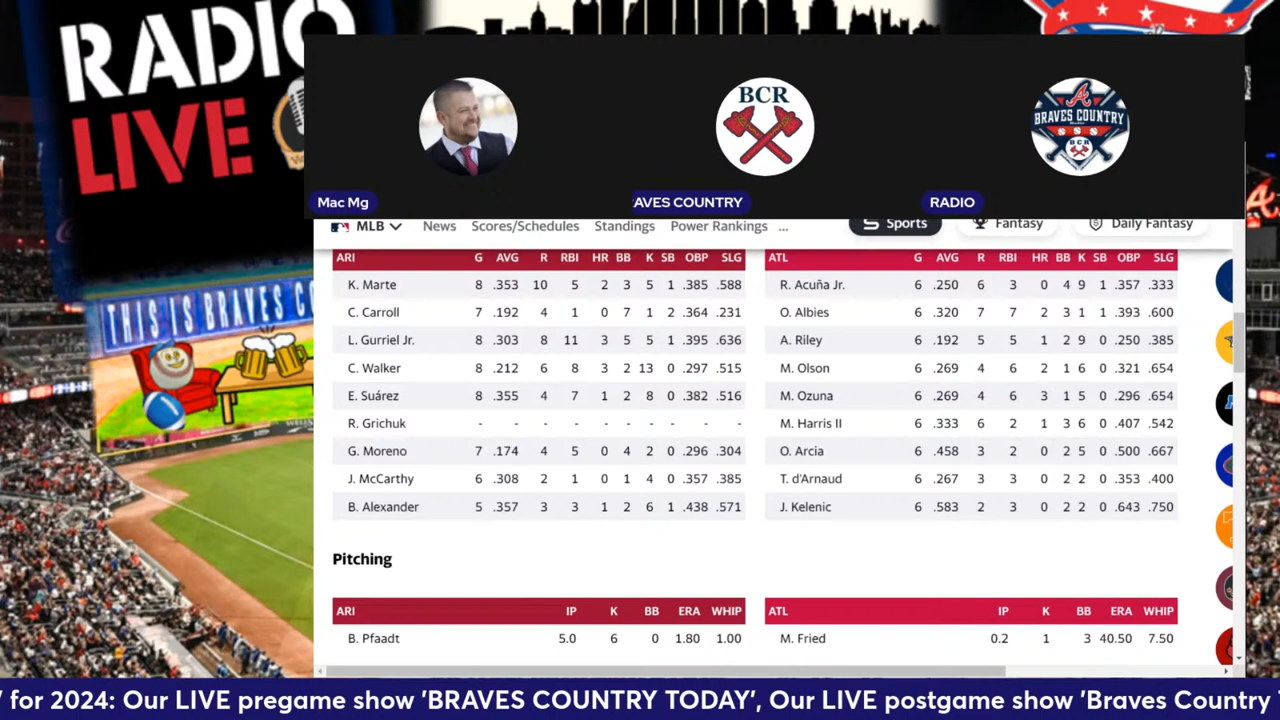 RADIO
LIVE
BCR
A
BRAVES COUNTRY
BCR
Mac Mg
AVES COUNTRY
RADIO
MLB News Scores/Schedules Standings Power Rankings ... Sports Fantasy Daily Fantasy
THIS IS BRAVES CO
ARI G AVG R RBI HR BB K SB OBP SLG
K. Marte 8 .353 10 5 2 3 5 1 .385 .588
C. Carroll 7 .192 4 1 0 7 1 2 .364 .231
L. Gurriel Jr. 8 .303 8 11 3 5 5 1 .395 .636
C. Walker 8 .212 6 8 3 2 13 0 .297 .515
E. Suárez 8 .355 4 7 1 2 8 0 .382 .516
R. Grichuk - - - - - - - - - -
G. Moreno 7 .174 4 5 0 4 2 0 .296 .304
J. McCarthy 6 .308 2 1 0 1 4 0 .357 .385
B. Alexander 5 .357 3 3 1 2 6 1 .438 .571
ATL G AVG R RBI HR BB K SB OBP SLG
R. Acuña Jr. 6 .250 6 3 0 4 9 1 .357 .333
O. Albies 6 .320 7 7 2 3 1 1 .393 .600
A. Riley 6 .192 5 5 1 2 9 0 .250 .385
M. Olson 6 .269 4 6 2 1 6 0 .321 .654
M. Ozuna 6 .269 4 6 3 1 5 0 .296 .654
M. Harris II 6 .333 6 2 1 3 6 0 .407 .542
O. Arcia 6 .458 3 2 0 2 5 0 .500 .667
T. d'Arnaud 6 .267 3 3 0 2 2 0 .353 .400
J. Kelenic 6 .583 2 3 0 2 2 0 .643 .750
Pitching
ARI IP K BB ERA WHIP
B. Pfaadt 5.0 6 0 1.80 1.00
ATL IP K BB ERA WHIP
M. Fried 0.2 1 3 40.50 7.50
for 2024: Our LIVE pregame show 'BRAVES COUNTRY TODAY', Our LIVE postgame show 'Braves Country